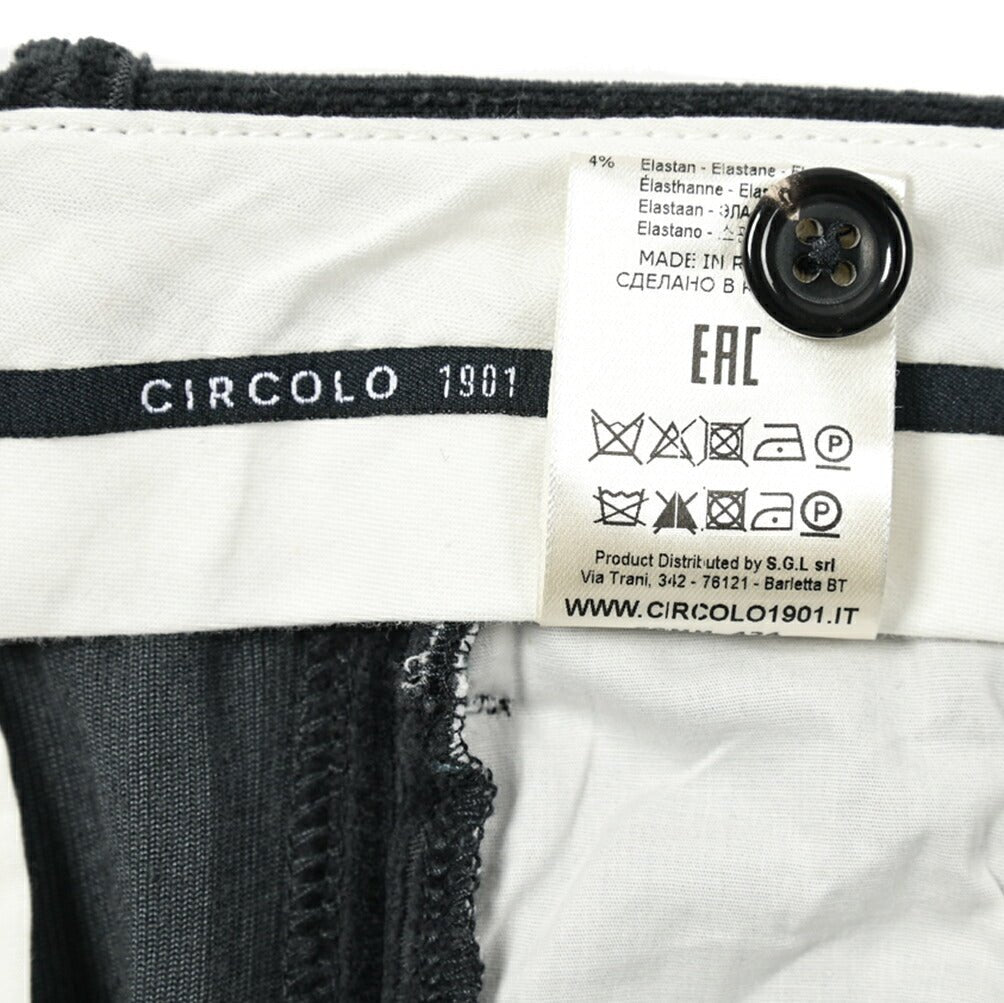 4% Elastan - Elastane -
Élasthanne -
Elastaan -
Elastano -
MADE IN
СДЕЛАНО В
EAC
CIRCOLO 1901
P
P
Product Distributed by S.G.L srl
Via Trani, 342 - 76121 - Barletta BT
WWW.CIRCOLO1901.IT